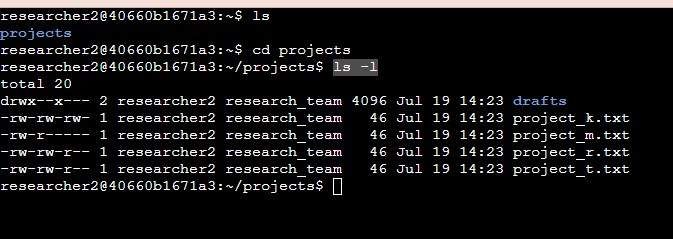 researcher2@40660b1671a3:~$ ls
projects
researcher2@40660b1671a3:~$ cd projects
researcher2@40660b1671a3:~/projects$ ls -l
total 20
drwx--x--- 2 researcher2 research_team 4096 Jul 19 14:23 drafts
-rw-rw-rw- 1 researcher2 research_team   46 Jul 19 14:23 project_k.txt
-rw-r----- 1 researcher2 research_team   46 Jul 19 14:23 project_m.txt
-rw-rw-r-- 1 researcher2 research_team   46 Jul 19 14:23 project_r.txt
-rw-rw-r-- 1 researcher2 research_team   46 Jul 19 14:23 project_t.txt
researcher2@40660b1671a3:~/projects$